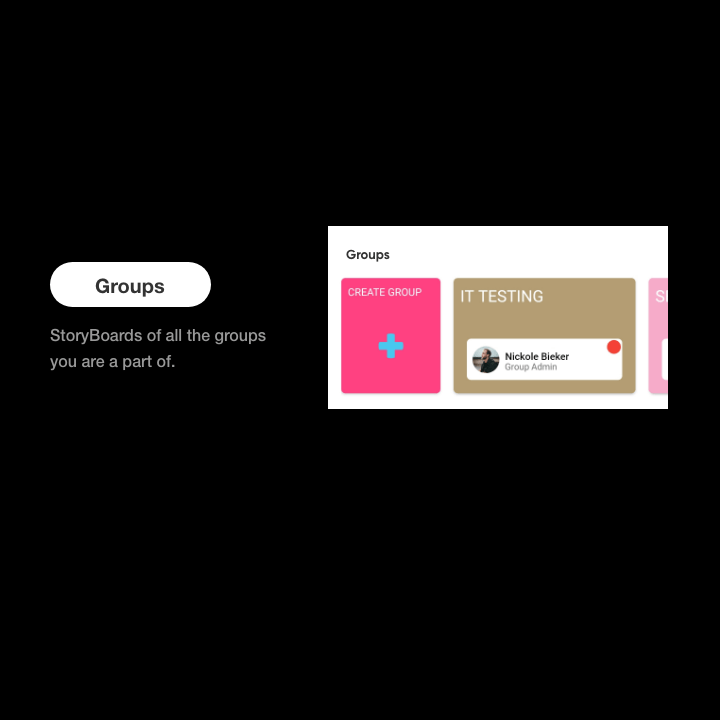 Groups
StoryBoards of all the groups
you are a part of.
Groups
CREATE GROUP
IT TESTING
Nickole Bieker
Group Admin